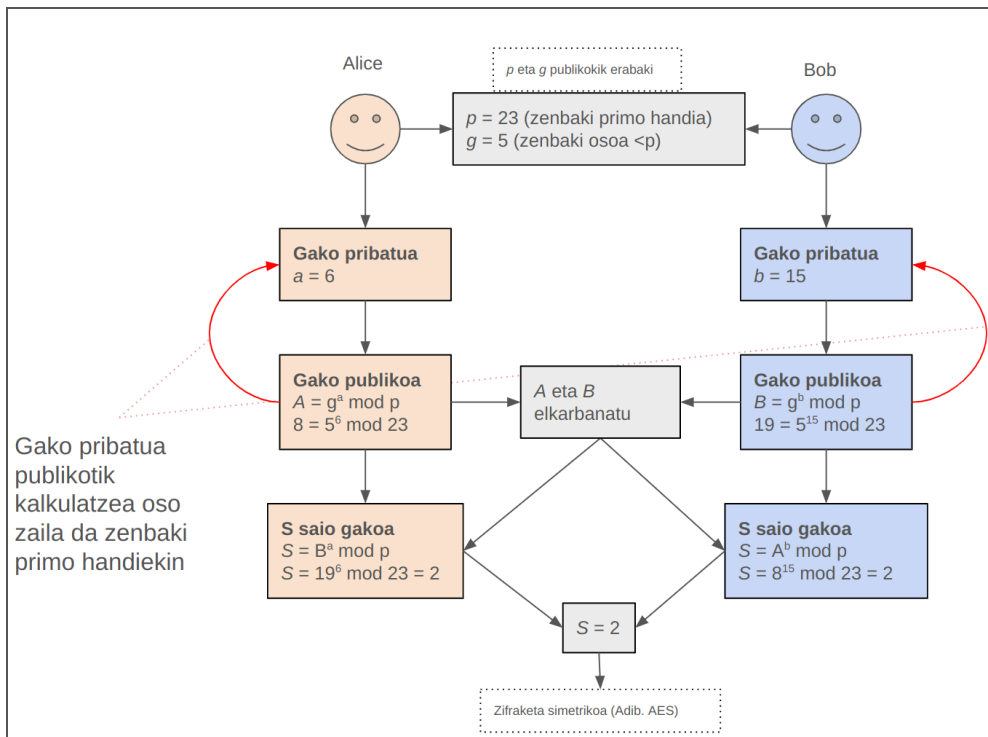 Alice
p eta g publikokik erabaki
Bob
p = 23 (zenbaki primo handia)
g = 5 (zenbaki osoa <p)
Gako pribatua
a = 6
Gako pribatua
b = 15
Gako publikoa
A = gᵃ mod p
8 = 5⁶ mod 23
A eta B
elkarbanatu
Gako publikoa
B = gᵇ mod p
19 = 5¹⁵ mod 23
Gako pribatua
publikotik
kalkulatzea oso
zaila da zenbaki
primo handiekin
S saio gakoa
S = Bᵃ mod p
S = 19⁶ mod 23 = 2
S saio gakoa
S = Aᵇ mod p
S = 8¹⁵ mod 23 = 2
S = 2
Zifraketa simetrikoa (Adib. AES)